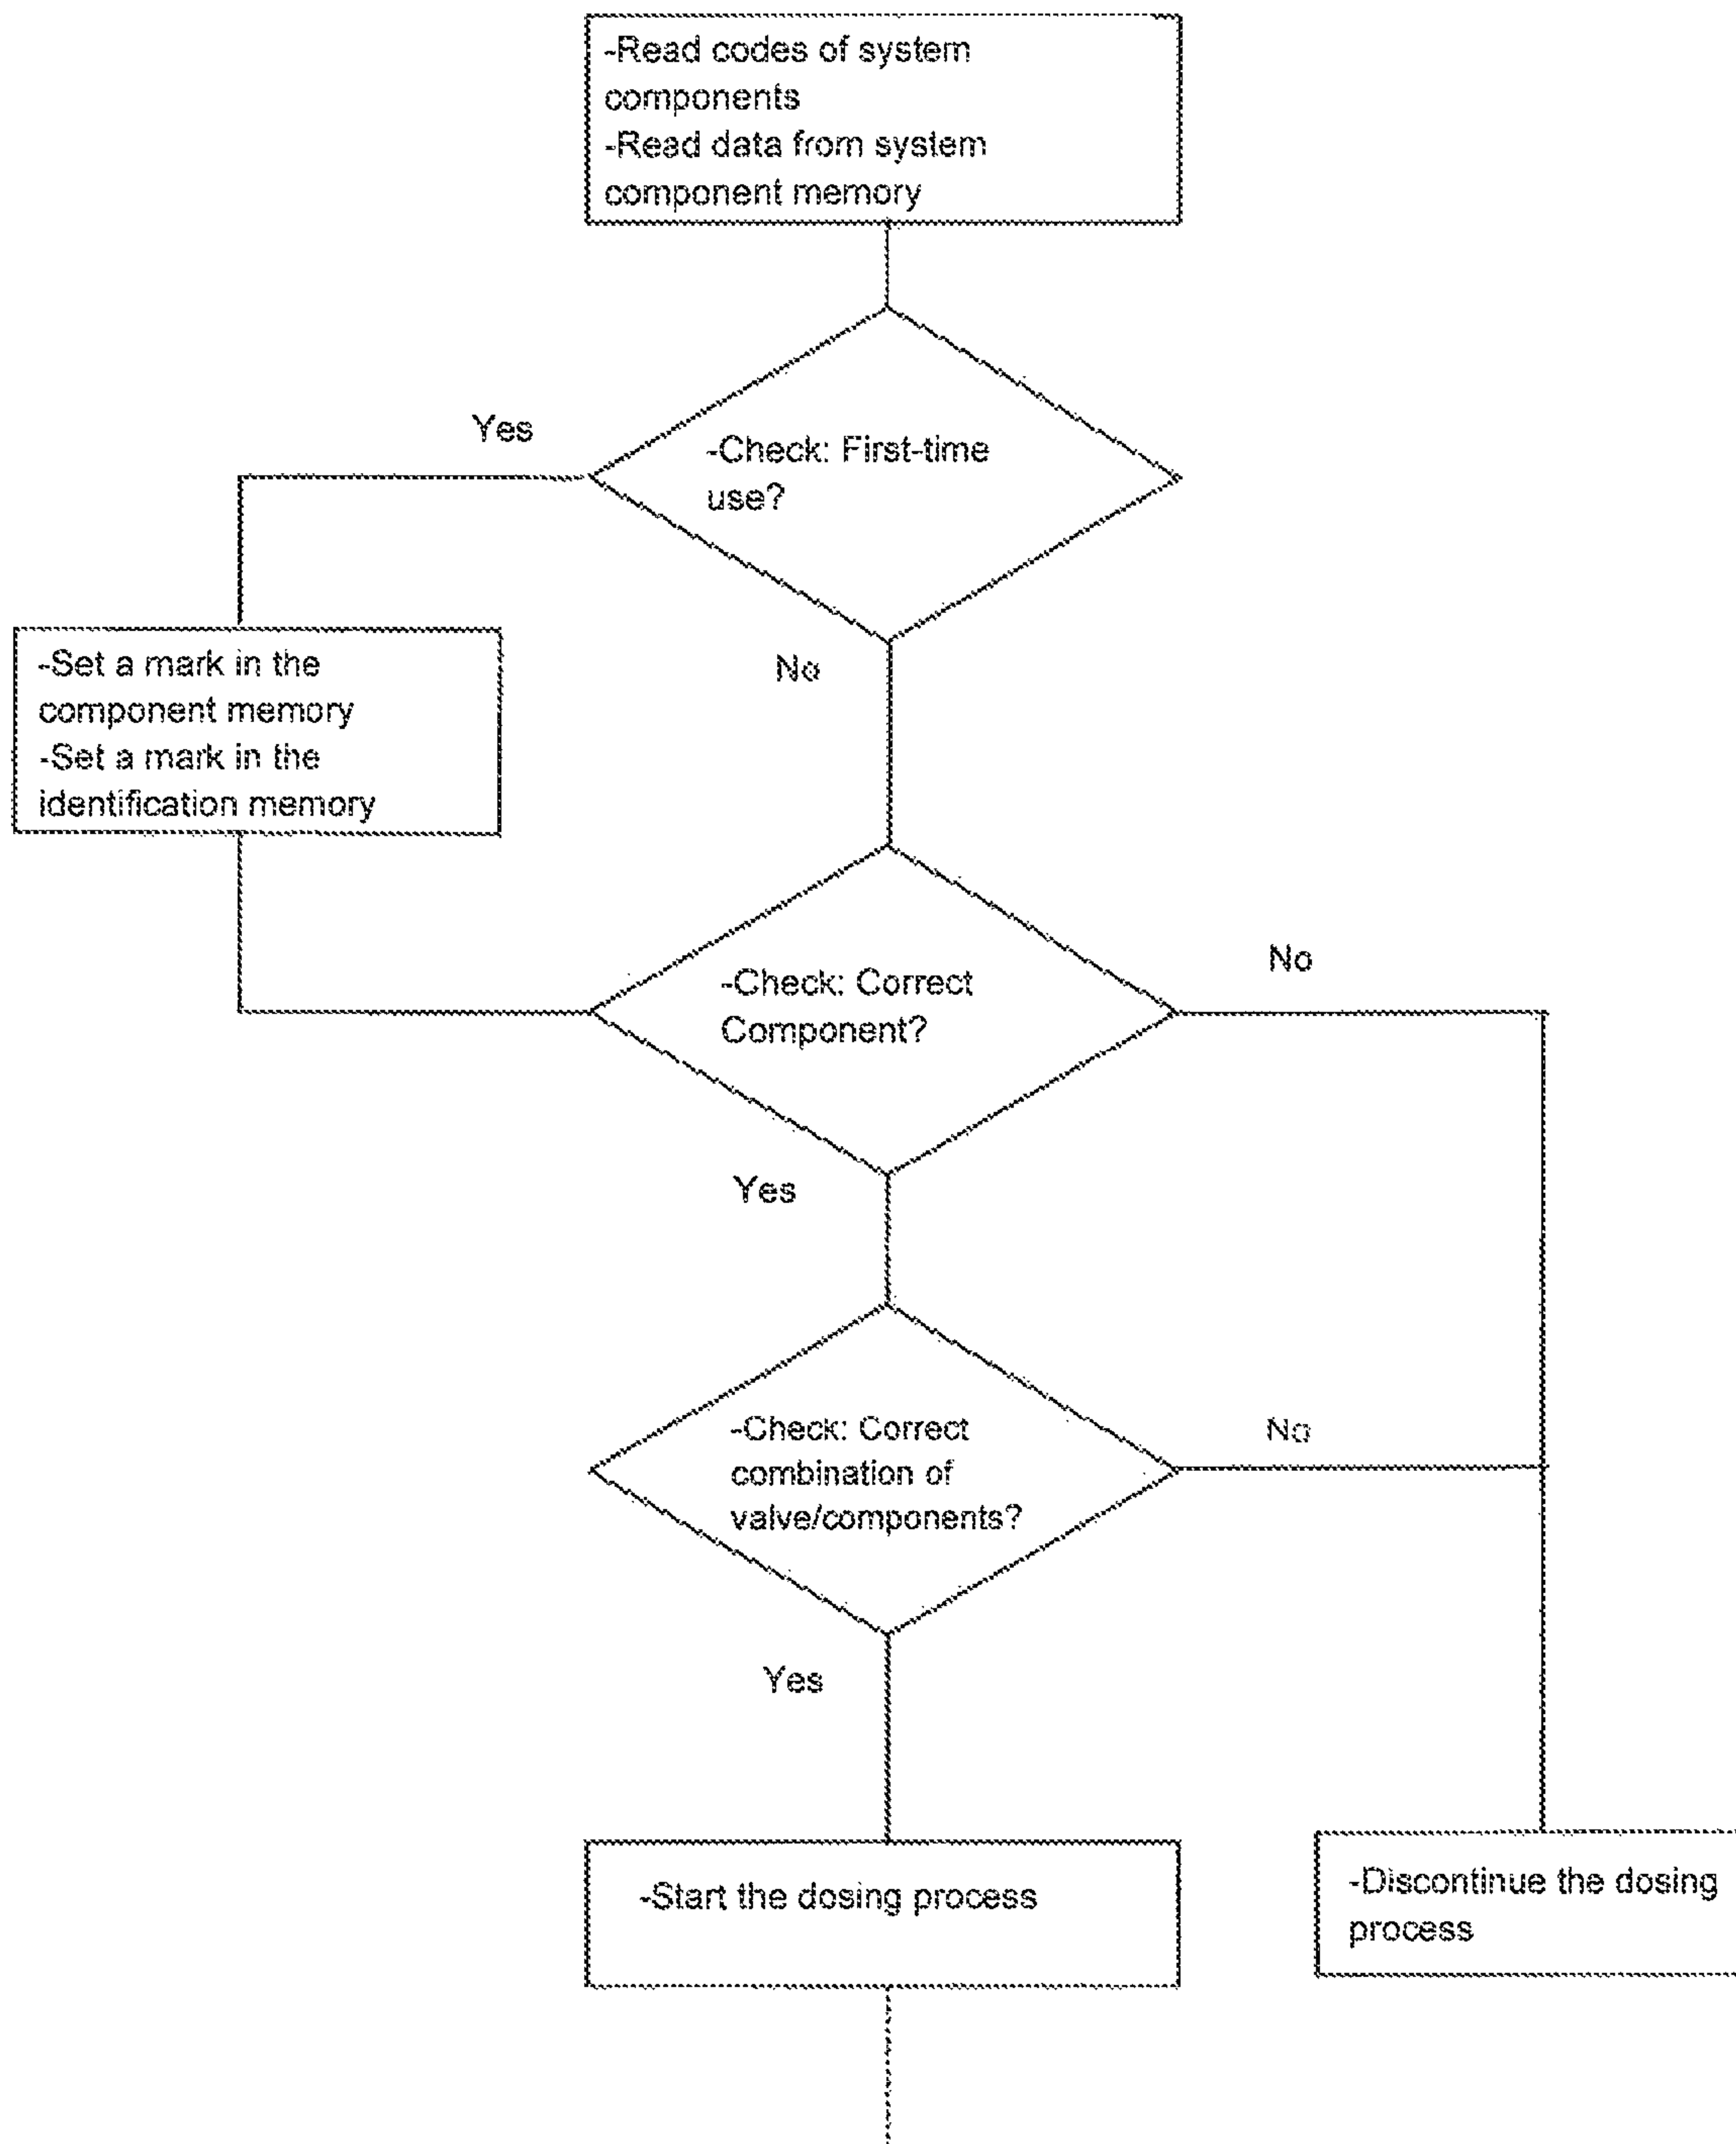 -Read codes of system
components
-Read data from system
component memory
Yes
-Check: First-time
use?
No
-Set a mark in the
component memory
-Set a mark in the
identification memory
No
-Check: Correct
Component?
Yes
No
-Check: Correct
combination of
valve/components?
Yes
-Start the dosing process
-Discontinue the dosing
process